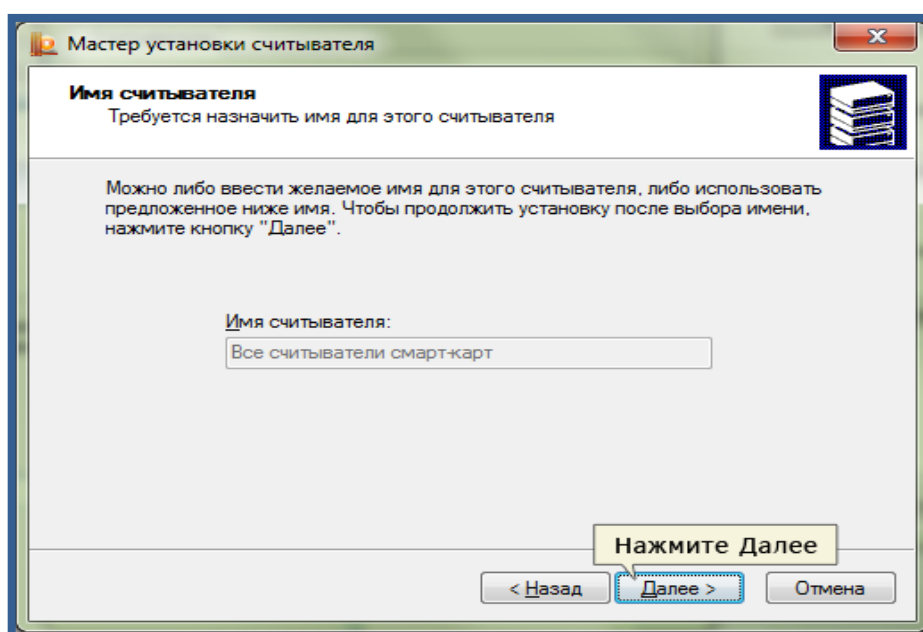 Мастер установки считывателя
Имя считывателя
Требуется назначить имя для этого считывателя
Можно либо ввести желаемое имя для этого считывателя, либо использовать
предложенное ниже имя. Чтобы продолжить установку после выбора имени,
нажмите кнопку "Далее".
Имя считывателя:
Все считыватели смарт-карт
Нажмите Далее
< Назад Далее > Отмена